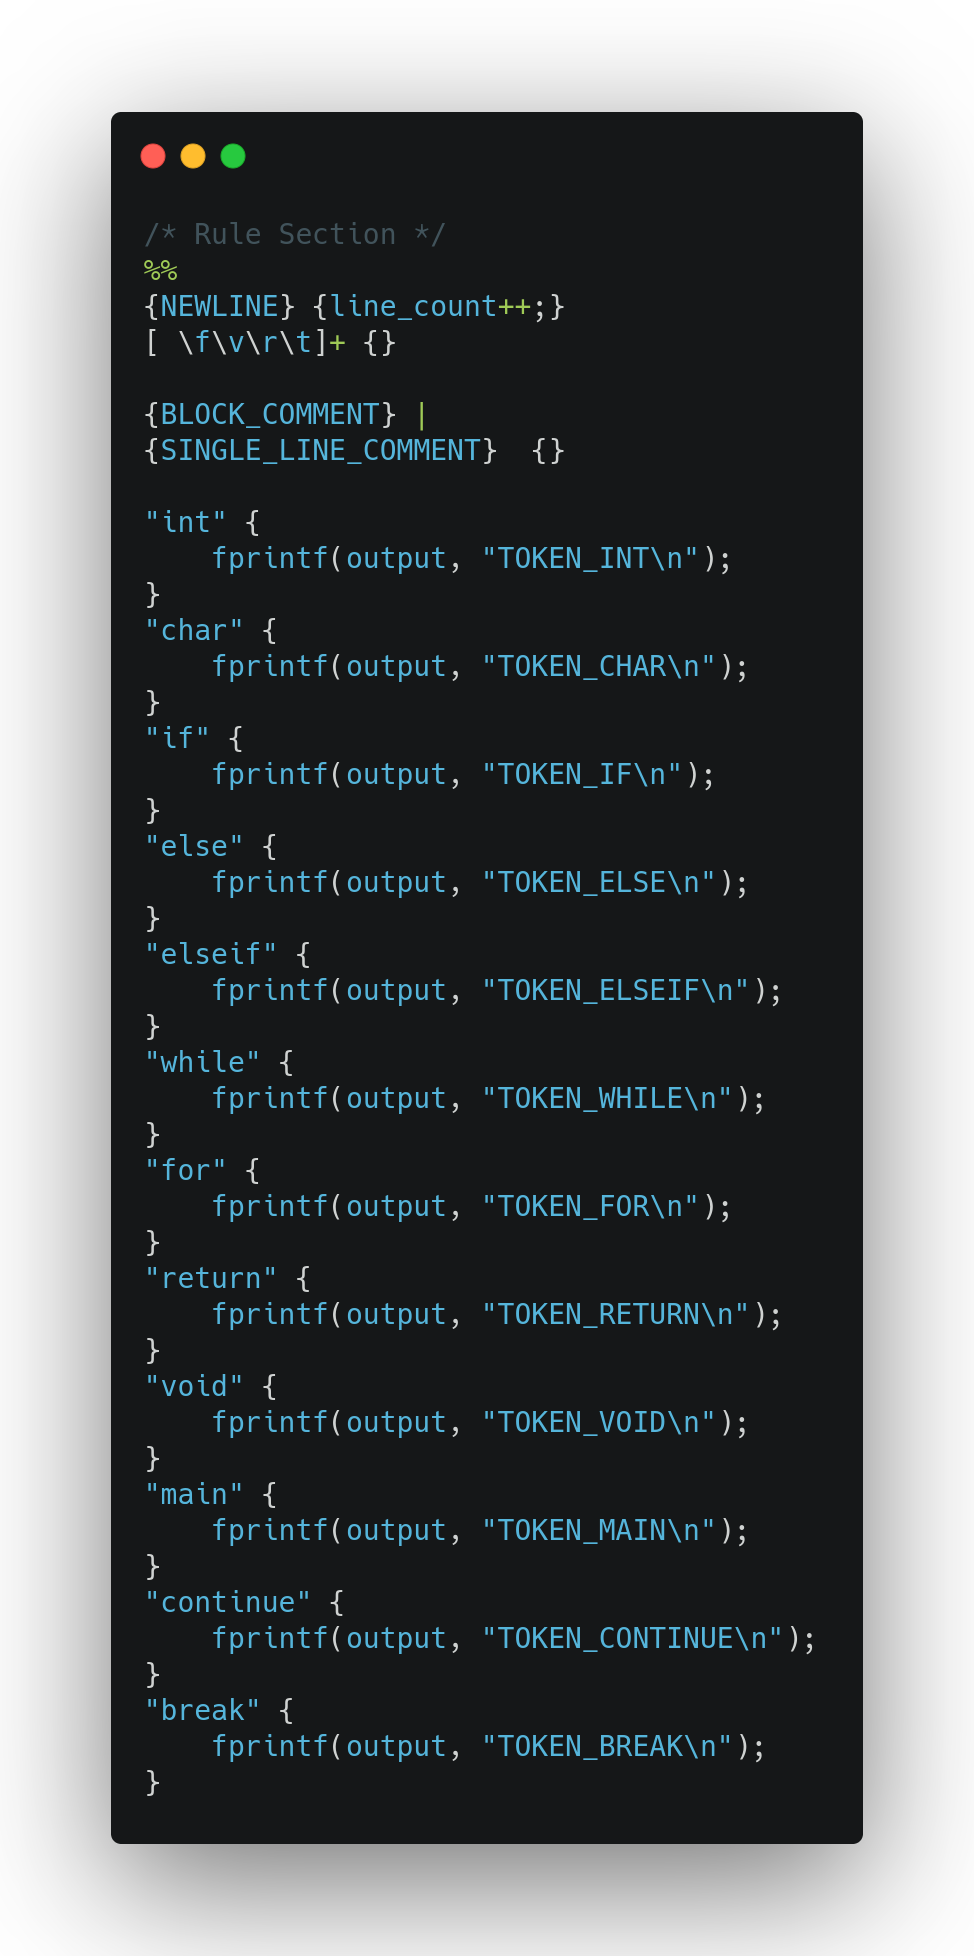 /* Rule Section */
%%
{NEWLINE} {line_count++;}
[ \f\v\r\t]+ {}

{BLOCK_COMMENT} |
{SINGLE_LINE_COMMENT}  {}

"int" {
    fprintf(output, "TOKEN_INT\n");
}
"char" {
    fprintf(output, "TOKEN_CHAR\n");
}
"if" {
    fprintf(output, "TOKEN_IF\n");
}
"else" {
    fprintf(output, "TOKEN_ELSE\n");
}
"elseif" {
    fprintf(output, "TOKEN_ELSEIF\n");
}
"while" {
    fprintf(output, "TOKEN_WHILE\n");
}
"for" {
    fprintf(output, "TOKEN_FOR\n");
}
"return" {
    fprintf(output, "TOKEN_RETURN\n");
}
"void" {
    fprintf(output, "TOKEN_VOID\n");
}
"main" {
    fprintf(output, "TOKEN_MAIN\n");
}
"continue" {
    fprintf(output, "TOKEN_CONTINUE\n");
}
"break" {
    fprintf(output, "TOKEN_BREAK\n");
}